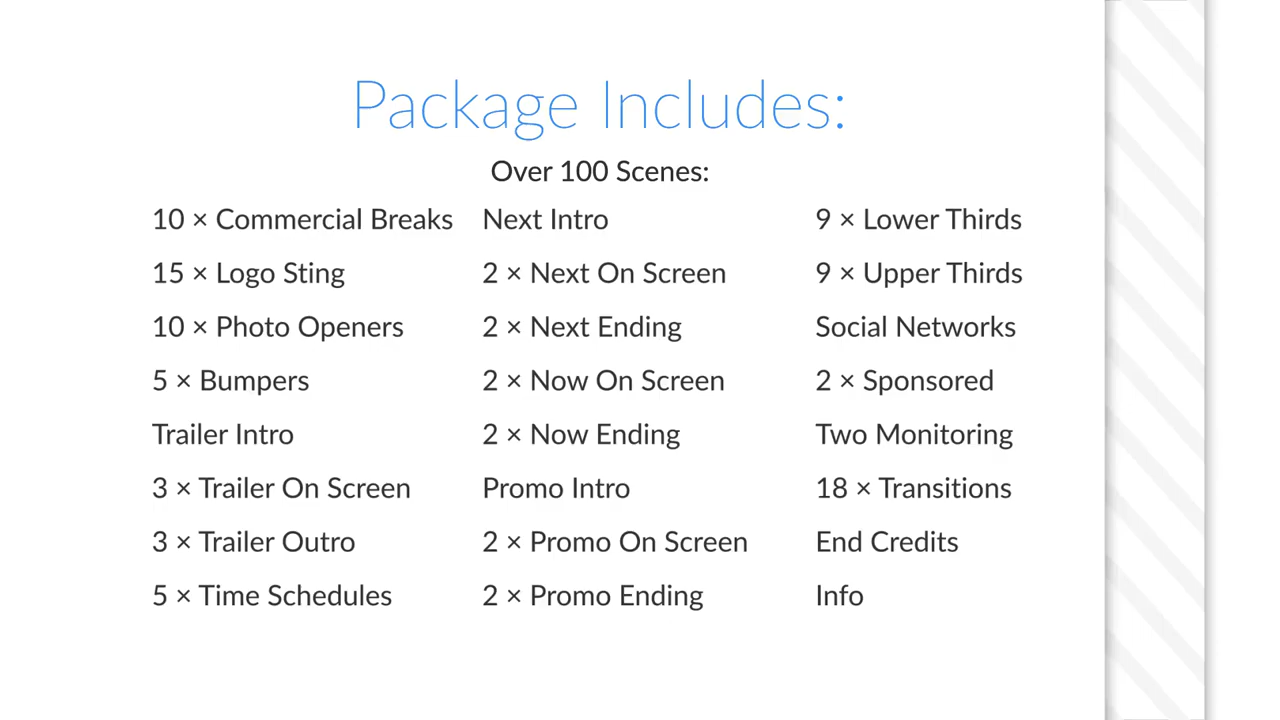 Package Includes:
Over 100 Scenes:
10 × Commercial Breaks
15 × Logo Sting
10 × Photo Openers
5 × Bumpers
Trailer Intro
3 × Trailer On Screen
3 × Trailer Outro
5 × Time Schedules
Next Intro
2 × Next On Screen
2 × Next Ending
2 × Now On Screen
2 × Now Ending
Promo Intro
2 × Promo On Screen
2 × Promo Ending
9 × Lower Thirds
9 × Upper Thirds
Social Networks
2 × Sponsored
Two Monitoring
18 × Transitions
End Credits
Info